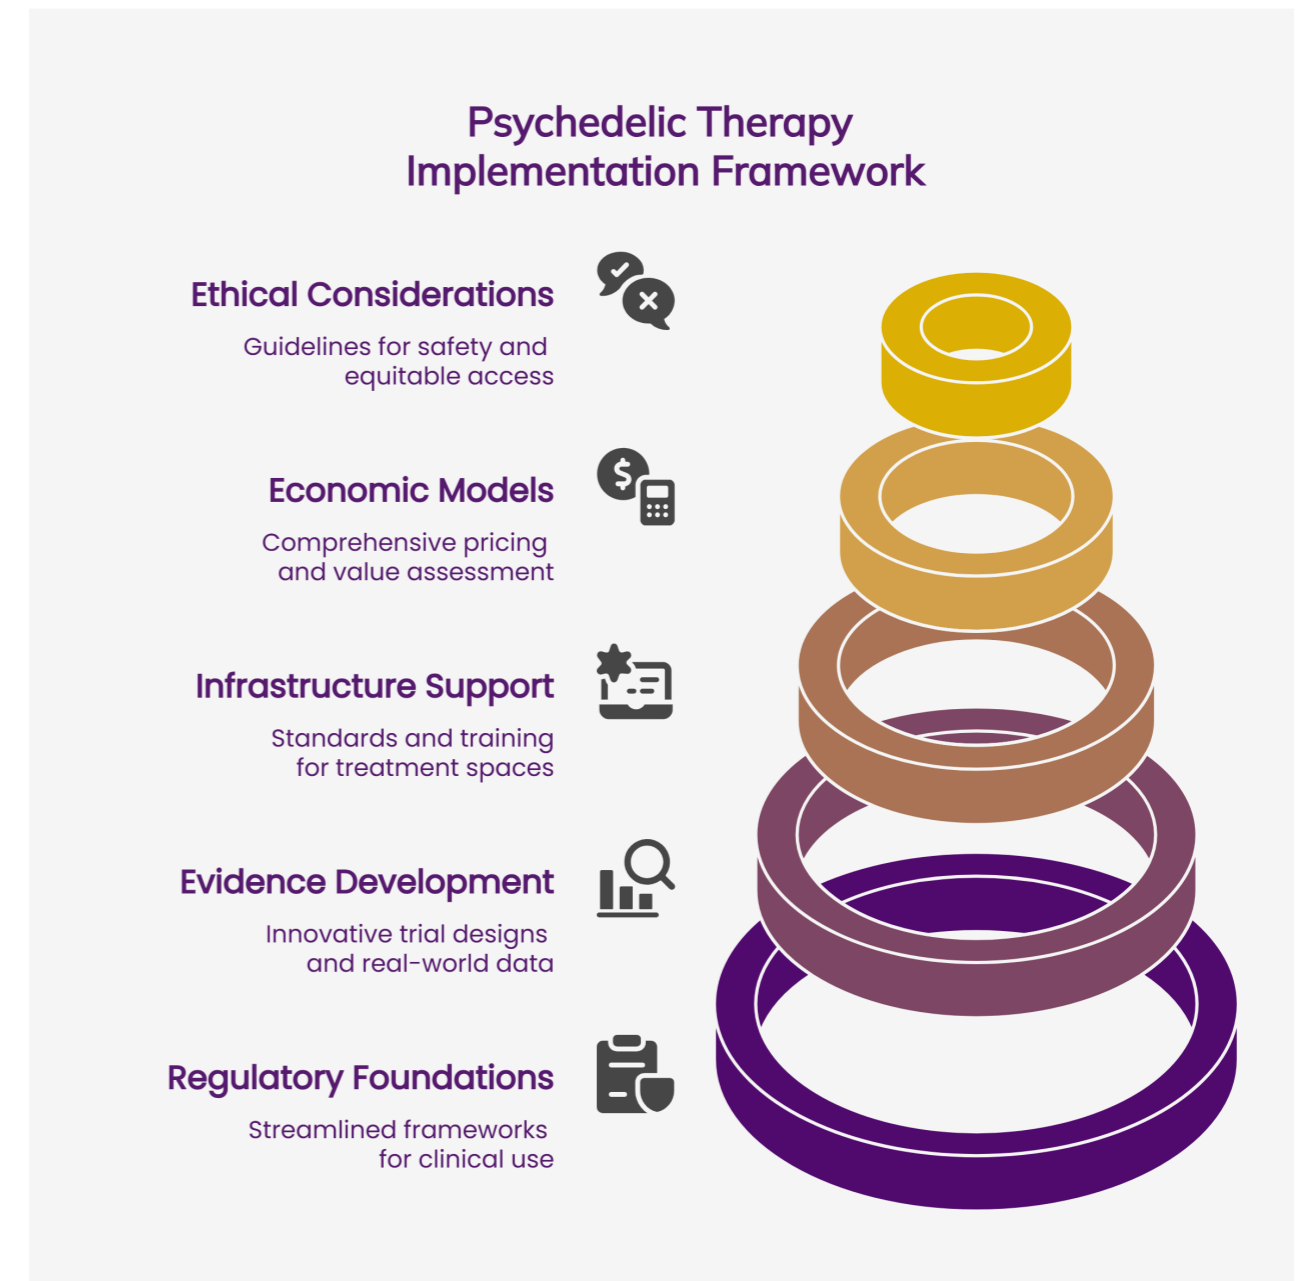 Psychedelic Therapy
Implementation Framework
Ethical Considerations
Guidelines for safety and
equitable access
Economic Models
Comprehensive pricing
and value assessment
Infrastructure Support
Standards and training
for treatment spaces
Evidence Development
Innovative trial designs
and real-world data
Regulatory Foundations
Streamlined frameworks
for clinical use